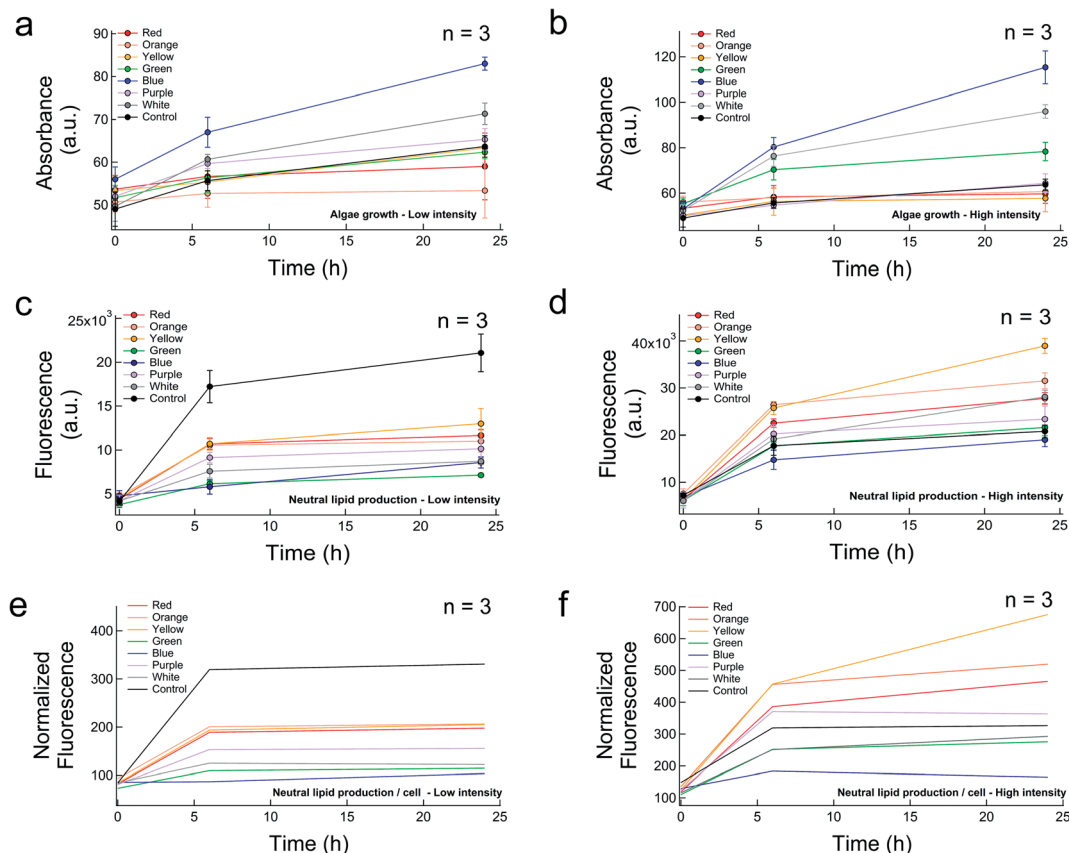 a
n = 3
Absorbance
(a.u.)
90
80
70
60
50
Red
Orange
Yellow
Green
Blue
Purple
White
Control
Algae growth - Low intensity
0 5 10 15 20 25
Time (h)
b
n = 3
Absorbance
(a.u.)
120
100
80
60
Red
Orange
Yellow
Green
Blue
Purple
White
Control
Algae growth - High intensity
0 5 10 15 20 25
Time (h)
c
n = 3
Fluorescence
(a.u.)
25x10³
20
15
10
5
Red
Orange
Yellow
Green
Blue
Purple
White
Control
Neutral lipid production - Low intensity
0 5 10 15 20 25
Time (h)
d
n = 3
Fluorescence
(a.u.)
40x10³
30
20
10
Red
Orange
Yellow
Green
Blue
Purple
White
Control
Neutral lipid production - High intensity
0 5 10 15 20 25
Time (h)
e
n = 3
Normalized
Fluorescence
400
300
200
100
Red
Orange
Yellow
Green
Blue
Purple
White
Control
Neutral lipid production / cell - Low intensity
0 5 10 15 20 25
Time (h)
f
n = 3
Normalized
Fluorescence
700
600
500
400
300
200
100
Red
Orange
Yellow
Green
Blue
Purple
White
Control
Neutral lipid production / cell - High intensity
0 5 10 15 20 25
Time (h)